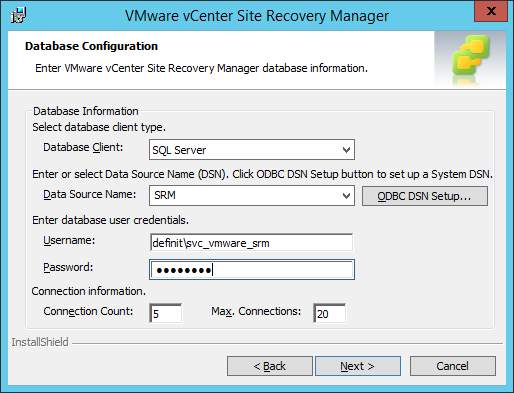 VMware vCenter Site Recovery Manager
x
Database Configuration
Enter VMware vCenter Site Recovery Manager database information.
Database Information
Select database client type.
Database Client: SQL Server
Enter or select Data Source Name (DSN). Click ODBC DSN Setup button to set up a System DSN.
Data Source Name: SRM ODBC DSN Setup...
Enter database user credentials.
Username: definit\svc_vmware_srm
Password: ●●●●●●●●
Connection information.
Connection Count: 5 Max. Connections: 20
InstallShield
< Back Next > Cancel